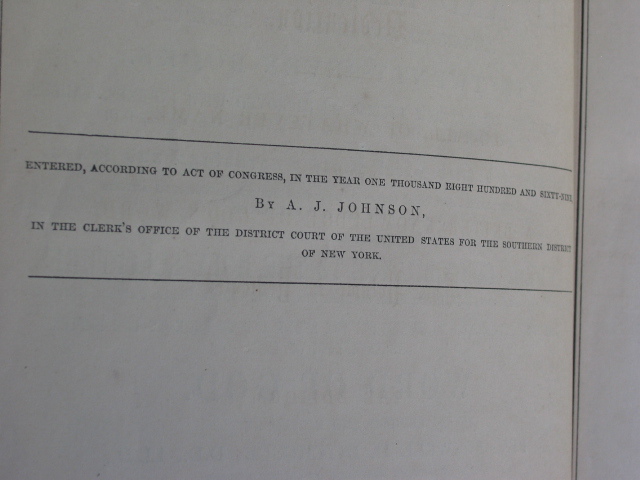 ENTERED, ACCORDING TO ACT OF CONGRESS, IN THE YEAR ONE THOUSAND EIGHT HUNDRED AND SIXTY-NINE,
BY A. J. JOHNSON,
IN THE CLERK'S OFFICE OF THE DISTRICT COURT OF THE UNITED STATES FOR THE SOUTHERN DISTRICT
OF NEW YORK.